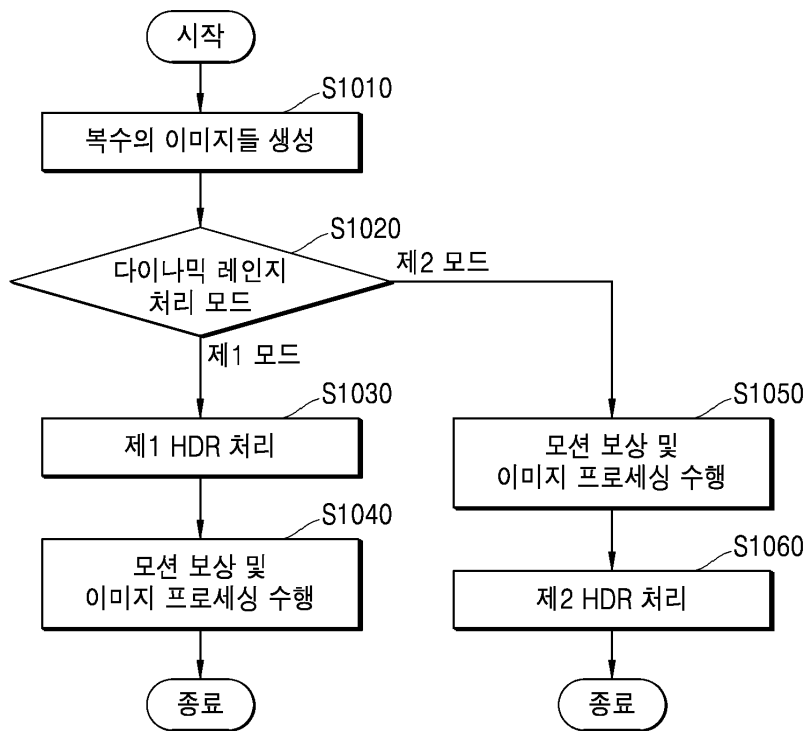 시작
S1010
복수의 이미지들 생성
S1020
다이나믹 레인지
처리 모드
제2 모드
제1 모드
S1030
제1 HDR 처리
S1040
모션 보상 및
이미지 프로세싱 수행
종료
S1050
모션 보상 및
이미지 프로세싱 수행
S1060
제2 HDR 처리
종료